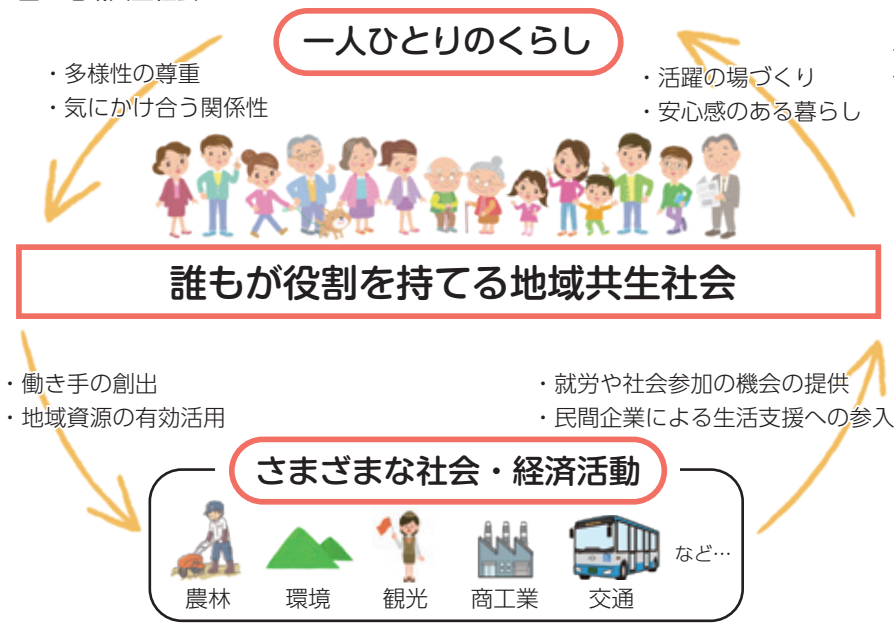 一人ひとりのくらし
・多様性の尊重
・気にかけ合う関係性
・活躍の場づくり
・安心感のある暮らし
誰もが役割を持てる地域共生社会
・働き手の創出
・地域資源の有効活用
・就労や社会参加の機会の提供
・民間企業による生活支援への参入
さまざまな社会・経済活動
農林
環境
観光
商工業
交通
など…